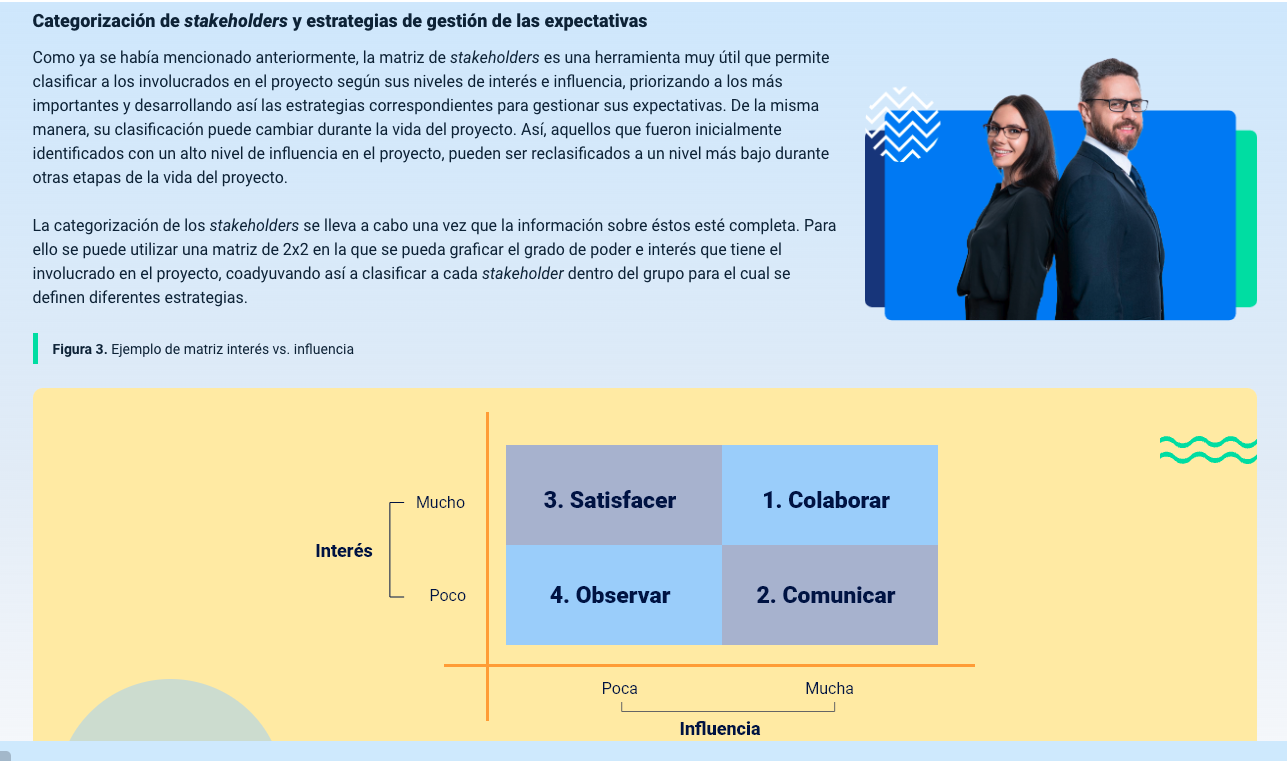 Categorización de stakeholders y estrategias de gestión de las expectativas
Como ya se había mencionado anteriormente, la matriz de stakeholders es una herramienta muy útil que permite
clasificar a los involucrados en el proyecto según sus niveles de interés e influencia, priorizando a los más
importantes y desarrollando así las estrategias correspondientes para gestionar sus expectativas. De la misma
manera, su clasificación puede cambiar durante la vida del proyecto. Así, aquellos que fueron inicialmente
identificados con un alto nivel de influencia en el proyecto, pueden ser reclasificados a un nivel más bajo durante
otras etapas de la vida del proyecto.
La categorización de los stakeholders se lleva a cabo una vez que la información sobre éstos esté completa. Para
ello se puede utilizar una matriz de 2x2 en la que se pueda graficar el grado de poder e interés que tiene el
involucrado en el proyecto, coadyuvando así a clasificar a cada stakeholder dentro del grupo para el cual se
definen diferentes estrategias.
Figura 3. Ejemplo de matriz interés vs. influencia
Mucho
3. Satisfacer
1. Colaborar
Interés
Poco
4. Observar
2. Comunicar
Poca
Mucha
Influencia